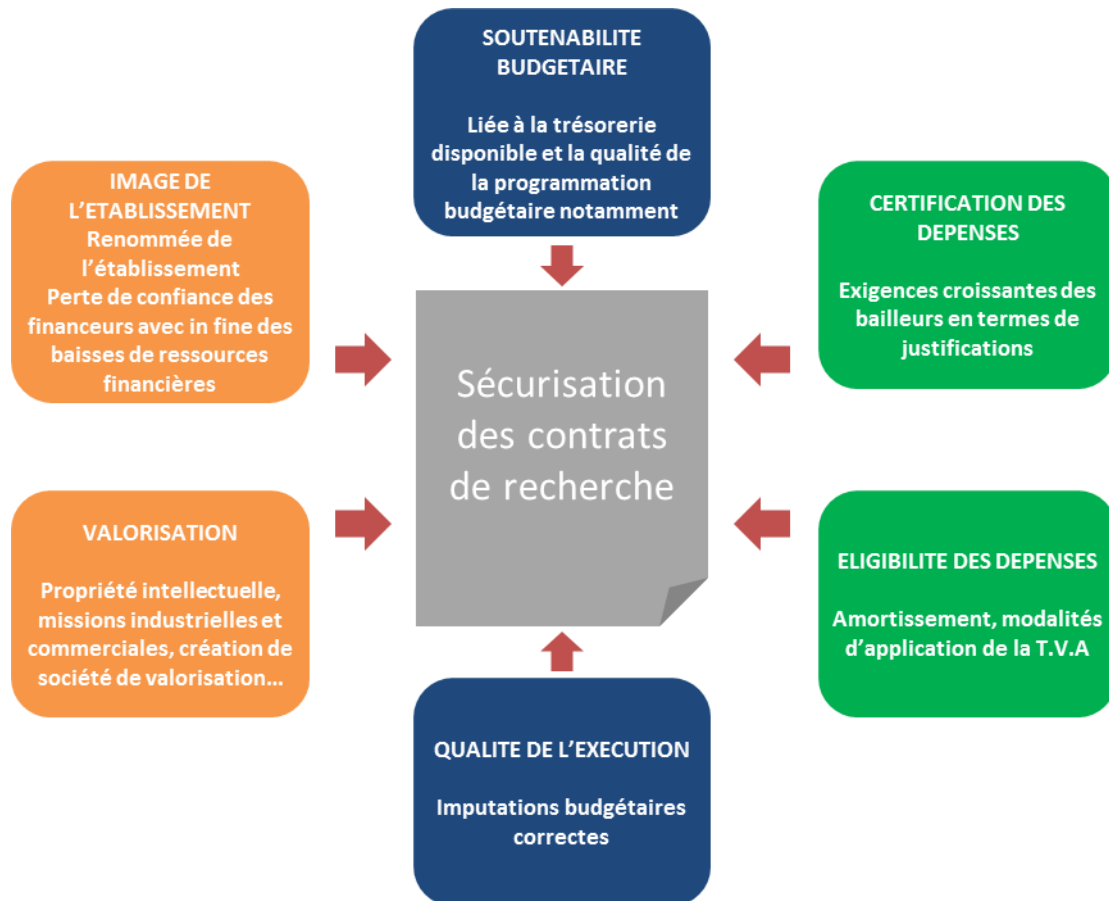 SOUTENABILITE
BUDGETAIRE
Liée à la trésorerie
disponible et la qualité de
la programmation
budgétaire notamment
IMAGE DE
L'ETABLISSEMENT
Renommée de
l'établissement
Perte de confiance des
financeurs avec in fine des
baisses de ressources
financières
CERTIFICATION DES
DEPENSES
Exigences croissantes des
bailleurs en termes de
justifications
Sécurisation
des contrats
de recherche
VALORISATION
Propriété intellectuelle,
missions industrielles et
commerciales, création de
société de valorisation...
ELIGIBILITE DES DEPENSES
Amortissement, modalités
d'application de la T.V.A
QUALITE DE L'EXECUTION
Imputations budgétaires
correctes